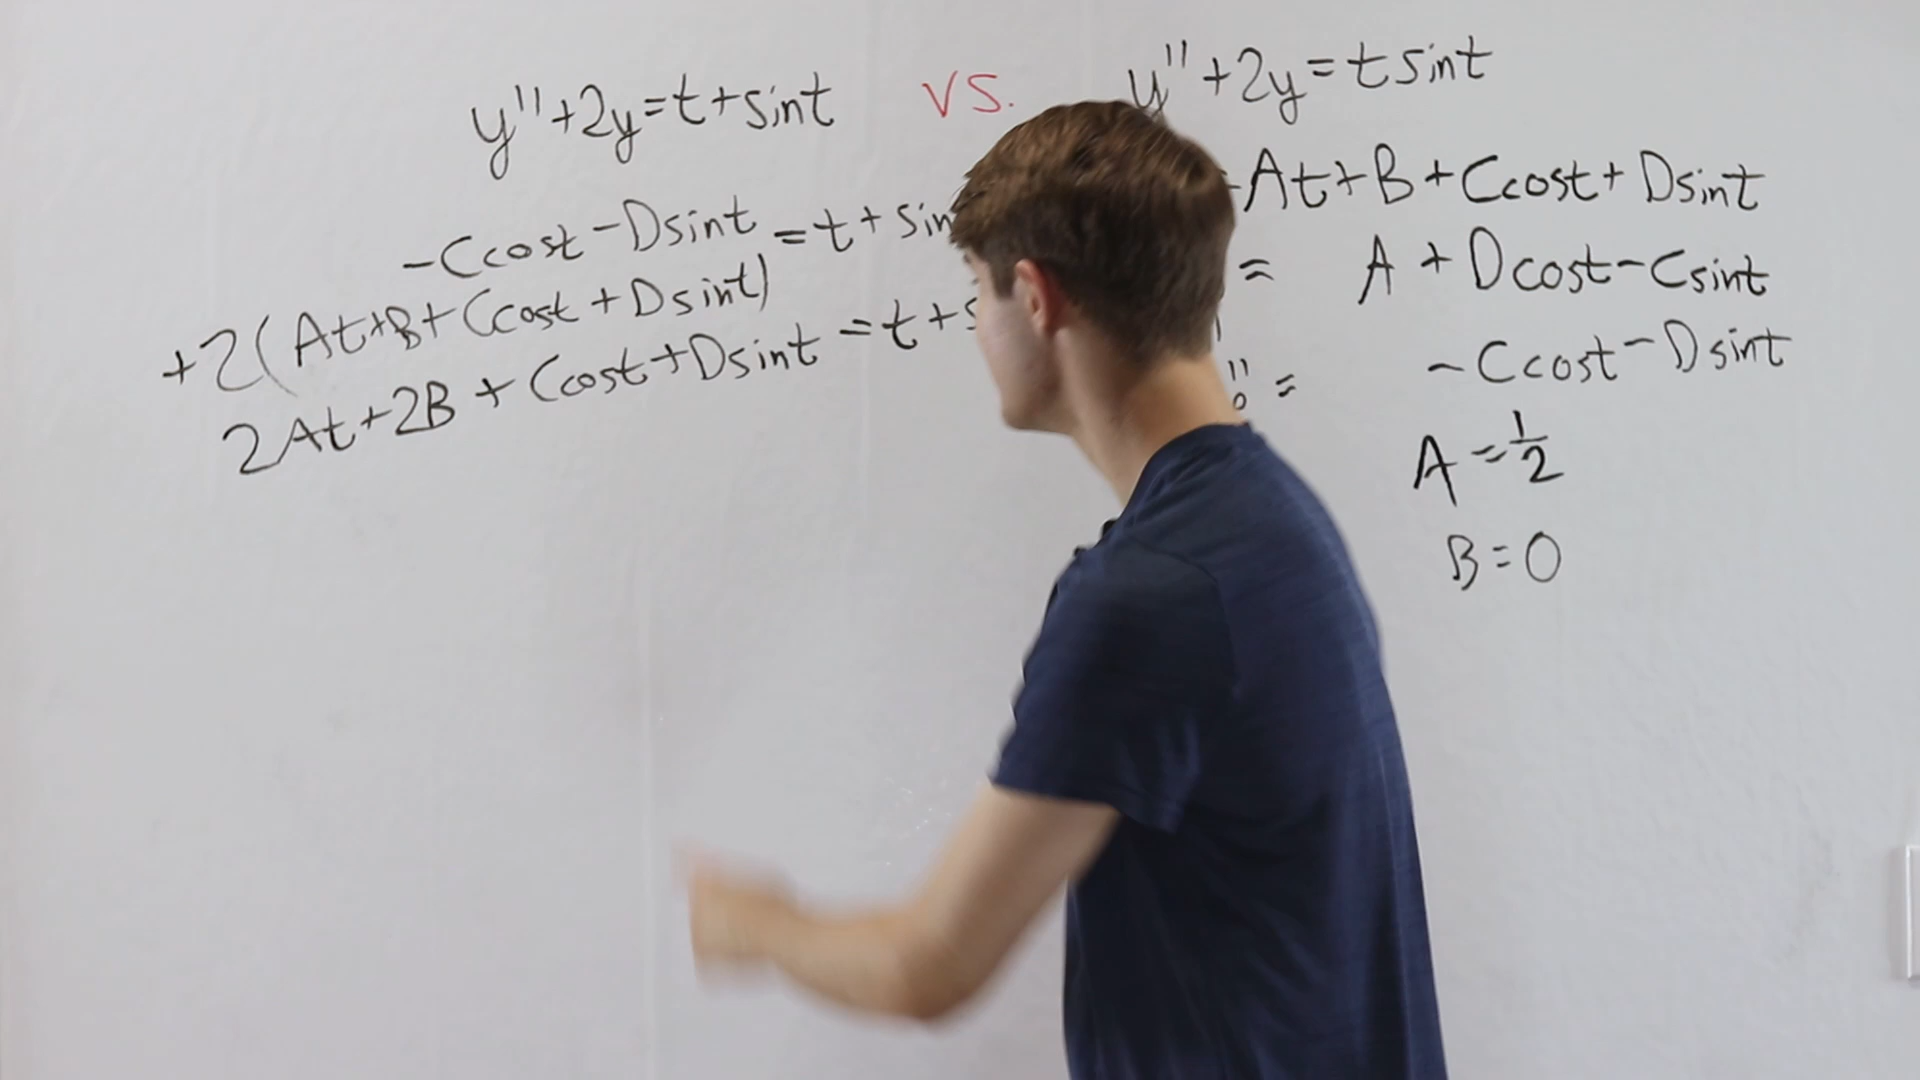 y''+2y=t+sint vs. y''+2y=tsint
At+B+Ccost+Dsint
-Ccost-Dsint=t+sin
= A+Dcost-Csint
+2(At+B+Ccost+Dsint)
'' = -Ccost-Dsint
2At+2B+Ccost+Dsint=t+s
A=1/2
B=0